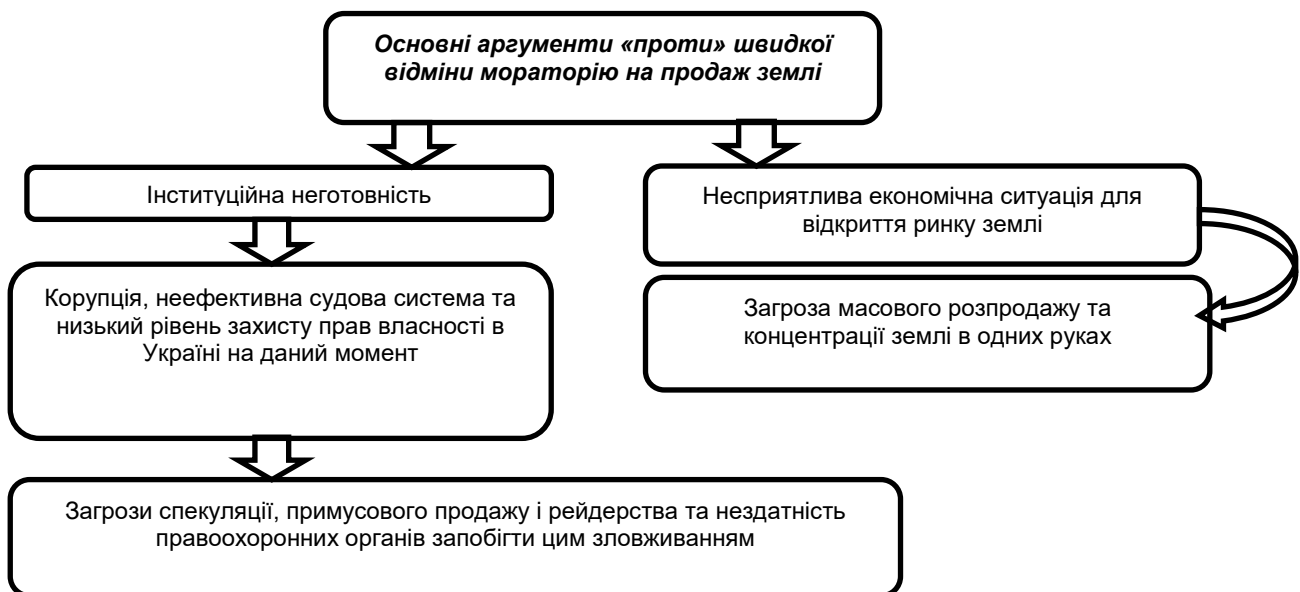 Основні аргументи «проти» швидкої
відміни мораторію на продаж землі
Інституційна неготовність
Несприятлива економічна ситуація для
відкриття ринку землі
Корупція, неефективна судова система та
низький рівень захисту прав власності в
Україні на даний момент
Загроза масового розпродажу та
концентрації землі в одних руках
Загрози спекуляції, примусового продажу і рейдерства та нездатність
правоохоронних органів запобігти цим зловживанням